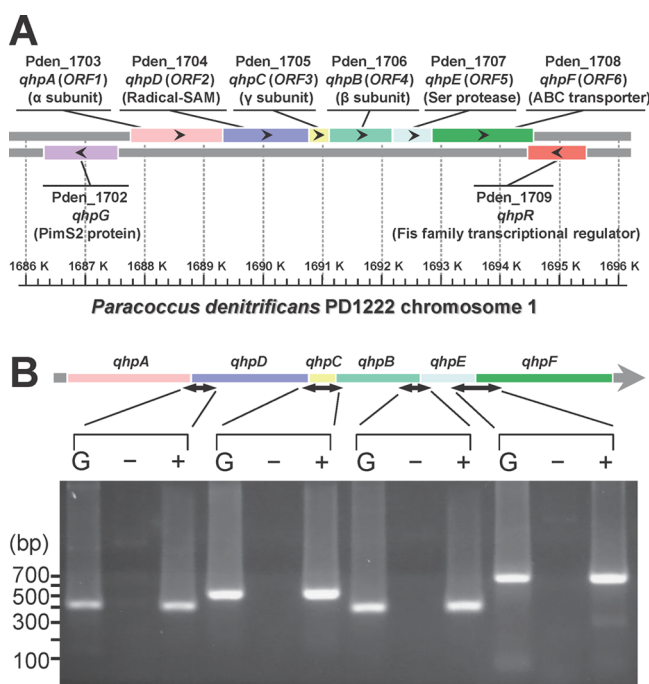 A
Pden_1703 Pden_1704 Pden_1705 Pden_1706 Pden_1707 Pden_1708
qhpA (ORF1) qhpD (ORF2) qhpC (ORF3) qhpB (ORF4) qhpE (ORF5) qhpF (ORF6)
(α subunit) (Radical-SAM) (γ subunit) (β subunit) (Ser protease) (ABC transporter)
Pden_1702 Pden_1709
qhpG qhpR
(PimS2 protein) (Fis family transcriptional regulator)
1686 K 1687 K 1688 K 1689 K 1690 K 1691 K 1692 K 1693 K 1694 K 1695 K 1696 K
Paracoccus denitrificans PD1222 chromosome 1
B
qhpA qhpD qhpC qhpB qhpE qhpF
G − + G − + G − + G − +
(bp)
700
500
300
100